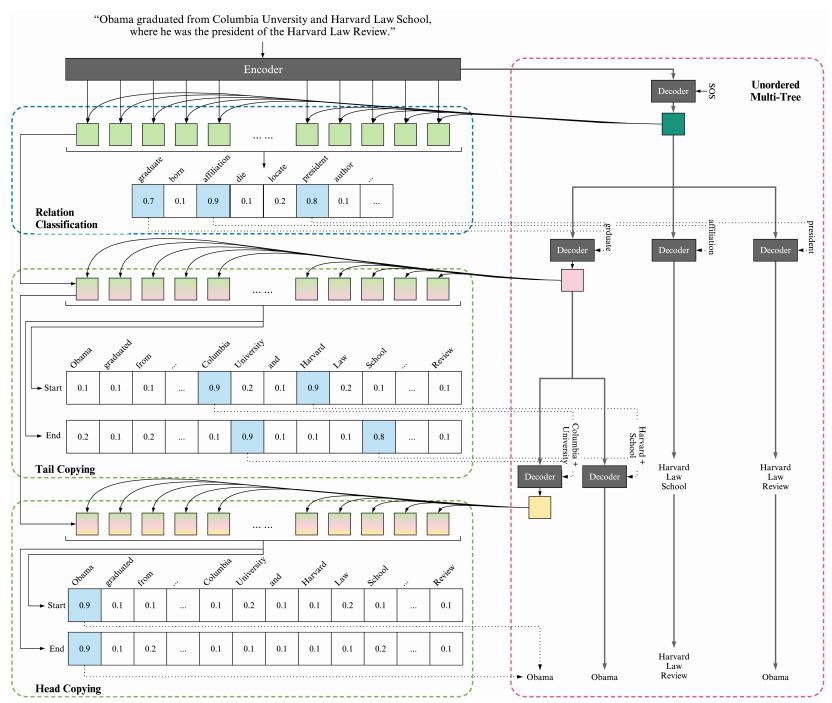 “Obama graduated from Columbia Unversity and Harvard Law School,
where he was the president of the Harvard Law Review.”
Encoder
Unordered
Multi-Tree
Decoder
SOS
... ...
graduate born affiliation die locate president author ...
0.7 0.1 0.9 0.1 0.2 0.8 0.1 ...
Relation
Classification
graduate
affiliation
president
Decoder Decoder Decoder
... ...
Obama graduated from ... Columbia University and Harvard Law School ... Review
Start 0.1 0.1 0.1 ... 0.9 0.2 0.1 0.9 0.2 0.1 ... 0.1
End 0.2 0.1 0.2 ... 0.1 0.9 0.1 0.1 0.1 0.8 ... 0.1
Tail Copying
Columbia +
University
Harvard +
School
Decoder Decoder
Harvard
Law
School
Harvard
Law
Review
... ...
Obama graduated from ... Columbia University and Harvard Law School ... Review
Start 0.9 0.1 0.1 ... 0.1 0.2 0.1 0.1 0.2 0.1 ... 0.1
End 0.9 0.1 0.2 ... 0.1 0.1 0.1 0.1 0.1 0.2 ... 0.1
Head Copying
Obama
Obama
Harvard
Law
Review
Obama